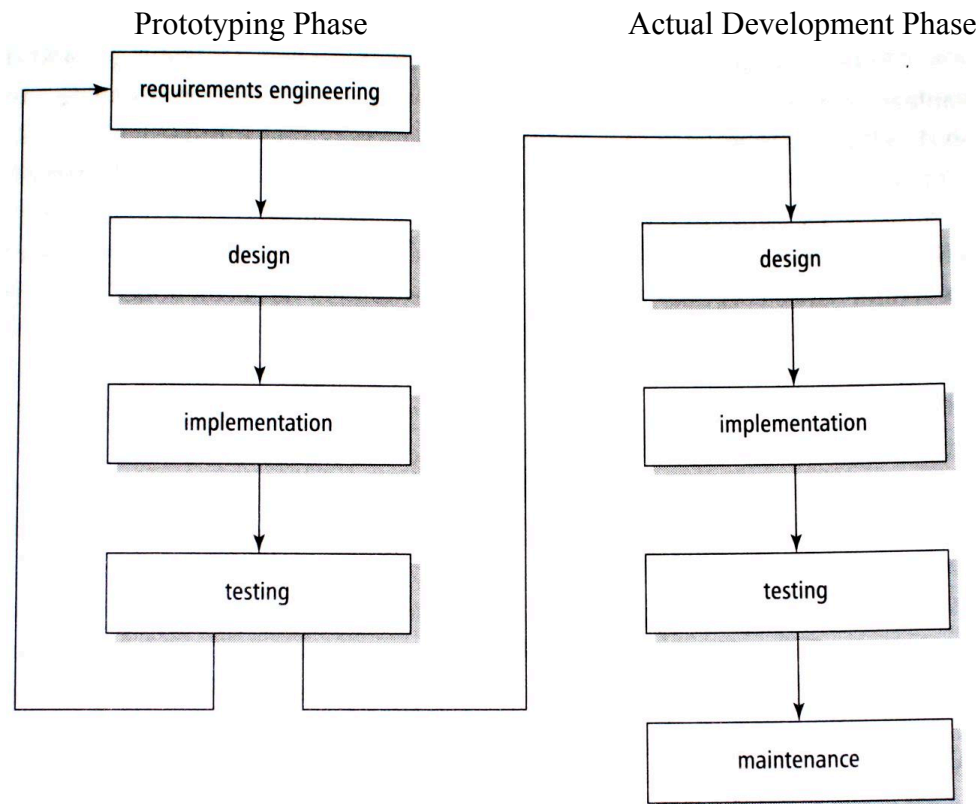 Prototyping Phase
Actual Development Phase
requirements engineering
design
implementation
testing
design
implementation
testing
maintenance